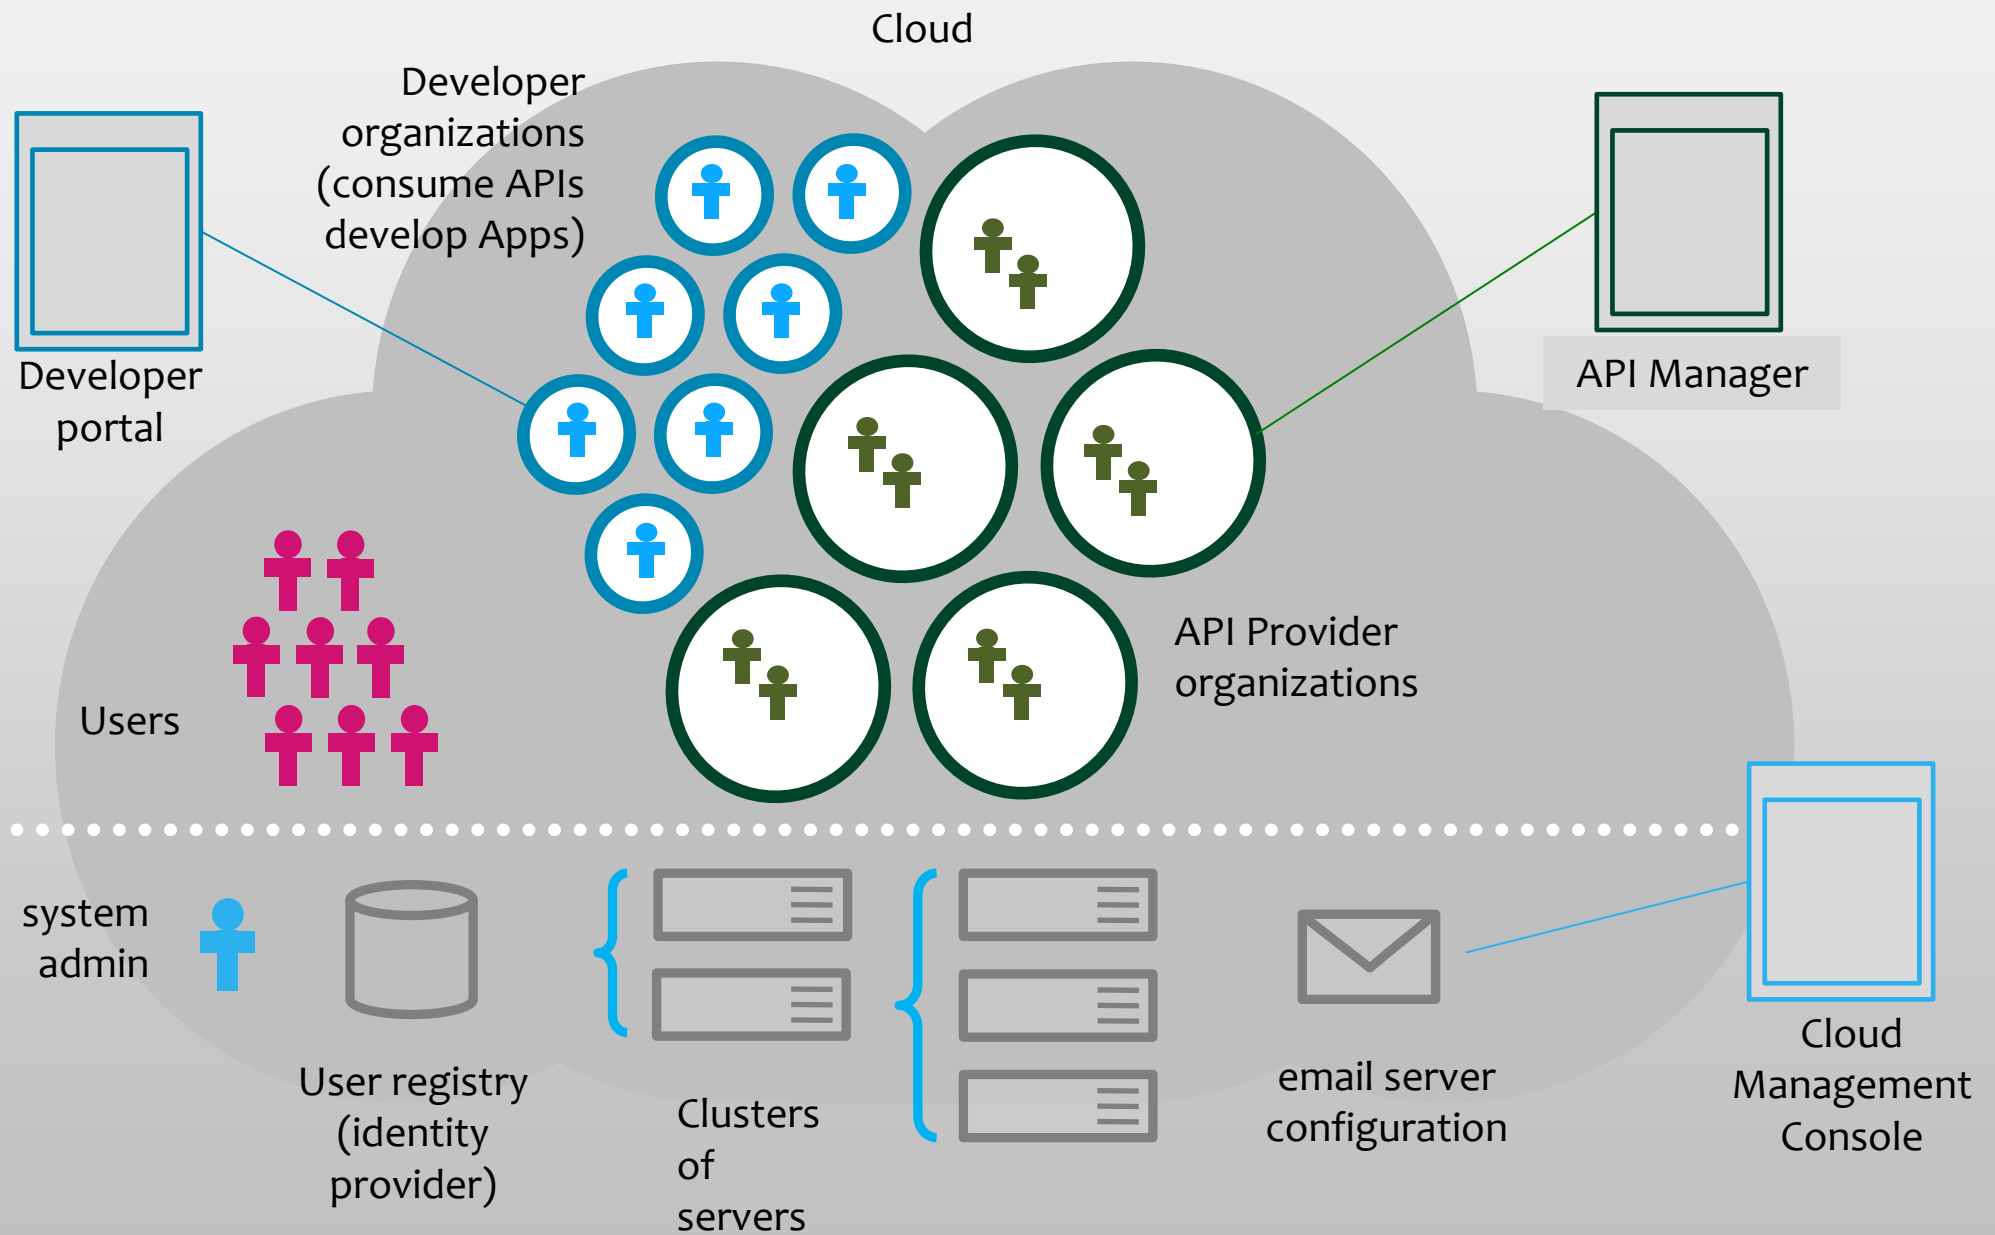 Cloud
Developer
organizations
(consume APIs
develop Apps)
Developer
portal
API Manager
API Provider
organizations
Users
system
admin
User registry
(identity
provider)
Clusters
of
servers
email server
configuration
Cloud
Management
Console